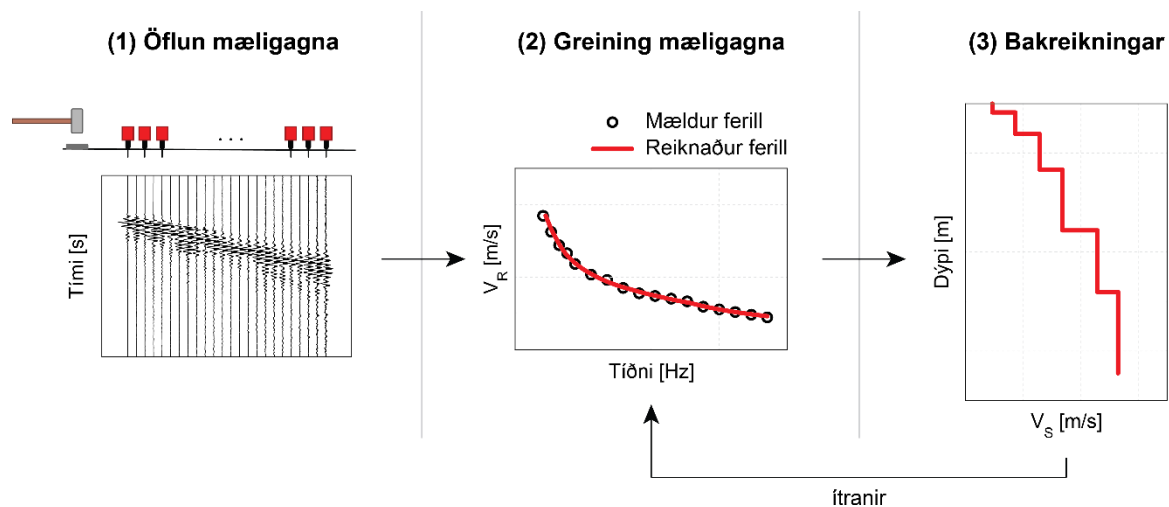 (1) Öflun mæligagna
(2) Greining mæligagna
(3) Bakreikningar
. . .
Tími [s]
Mældur ferill
Reiknaður ferill
V_R [m/s]
Tíðni [Hz]
Dýpi [m]
V_S [m/s]
ítranir